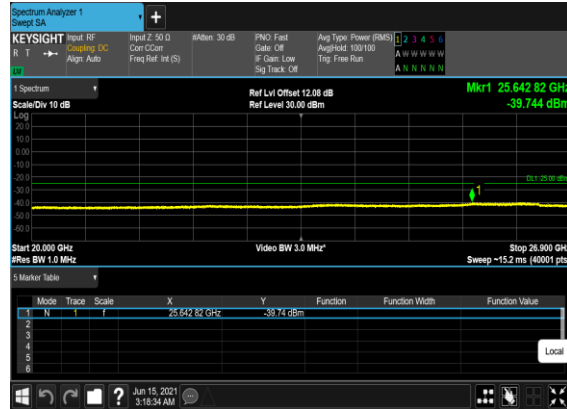 Spectrum Analyzer 1
Swept SA
+
KEYSIGHT Input: RF Input Z: 50 Ω #Atten: 30 dB PNO: Fast Avg Type: Power (RMS) 1 2 3 4 5 6
R T Coupling: DC Corr CCorr Gate: Off Avg|Hold: 100/100 A W W W W W
Align: Auto Freq Ref: Int (S) IF Gain: Low Trig: Free Run
Sig Track: Off A N N N N N
1 Spectrum
Ref Lvl Offset 12.08 dB Mkr1 25.642 82 GHz
Scale/Div 10 dB Ref Level 30.00 dBm -39.744 dBm
Log
20.0
10.0
0.00
-10.0
-20.0
DL1 -25.00 dBm
-30.0
1
-40.0
-50.0
-60.0
Start 20.000 GHz Video BW 3.0 MHz* Stop 26.900 GHz
#Res BW 1.0 MHz Sweep ~15.2 ms (40001 pts)
5 Marker Table
Mode Trace Scale X Y Function Function Width Function Value
1 N 1 f 25.642 82 GHz -39.74 dBm
2
3
4
5
6
Local
? Jun 15, 2021
3:18:34 AM